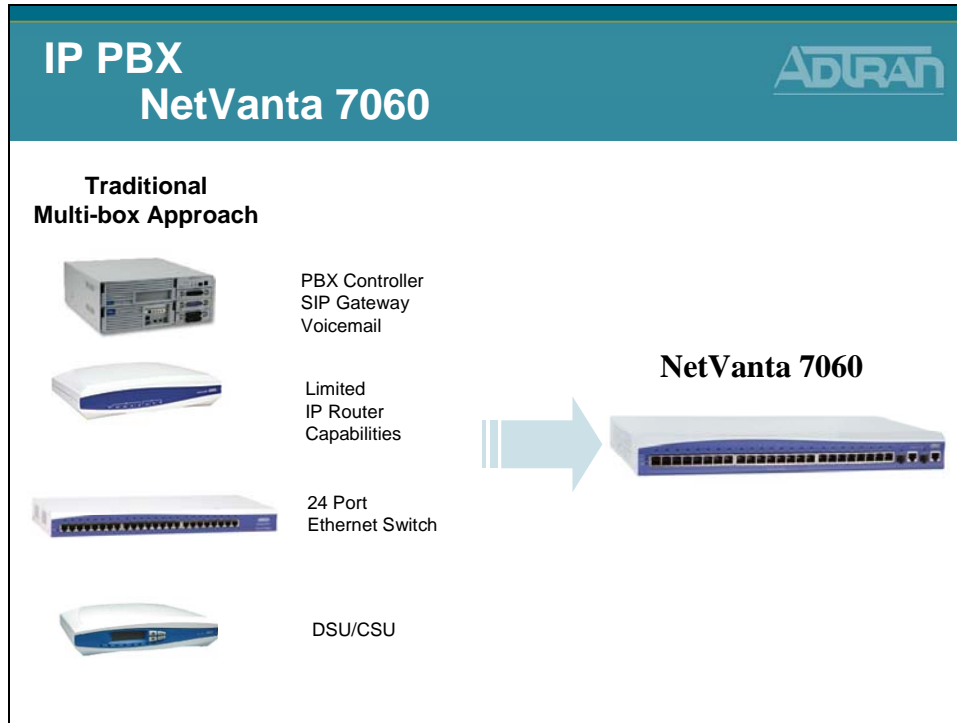 IP PBX
NetVanta 7060
ADTRAN
Traditional
Multi-box Approach
PBX Controller
SIP Gateway
Voicemail
Limited
IP Router
Capabilities
24 Port
Ethernet Switch
DSU/CSU
NetVanta 7060